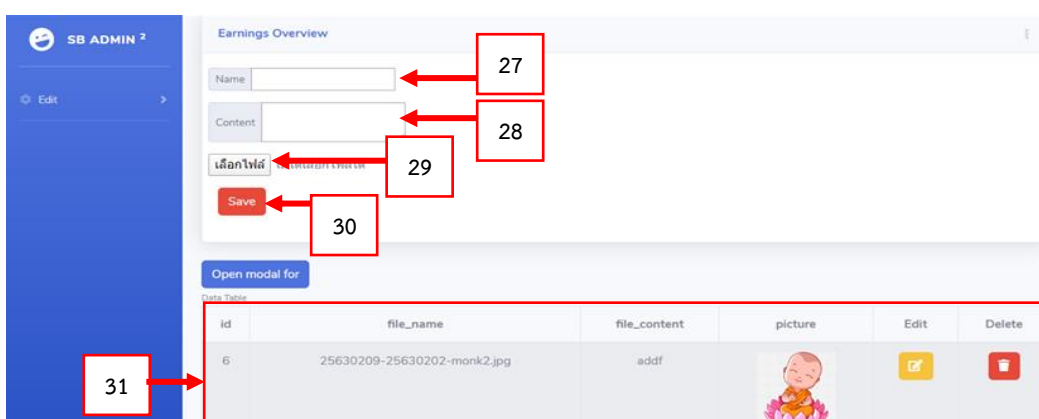 SB ADMIN 2
Earnings Overview
27
Name
Edit
28
Content
29
เลือกไฟล์
Save
30
Open modal for
Data Table
id file_name file_content picture Edit Delete
6 25630209-25630202-monk2.jpg addf
31